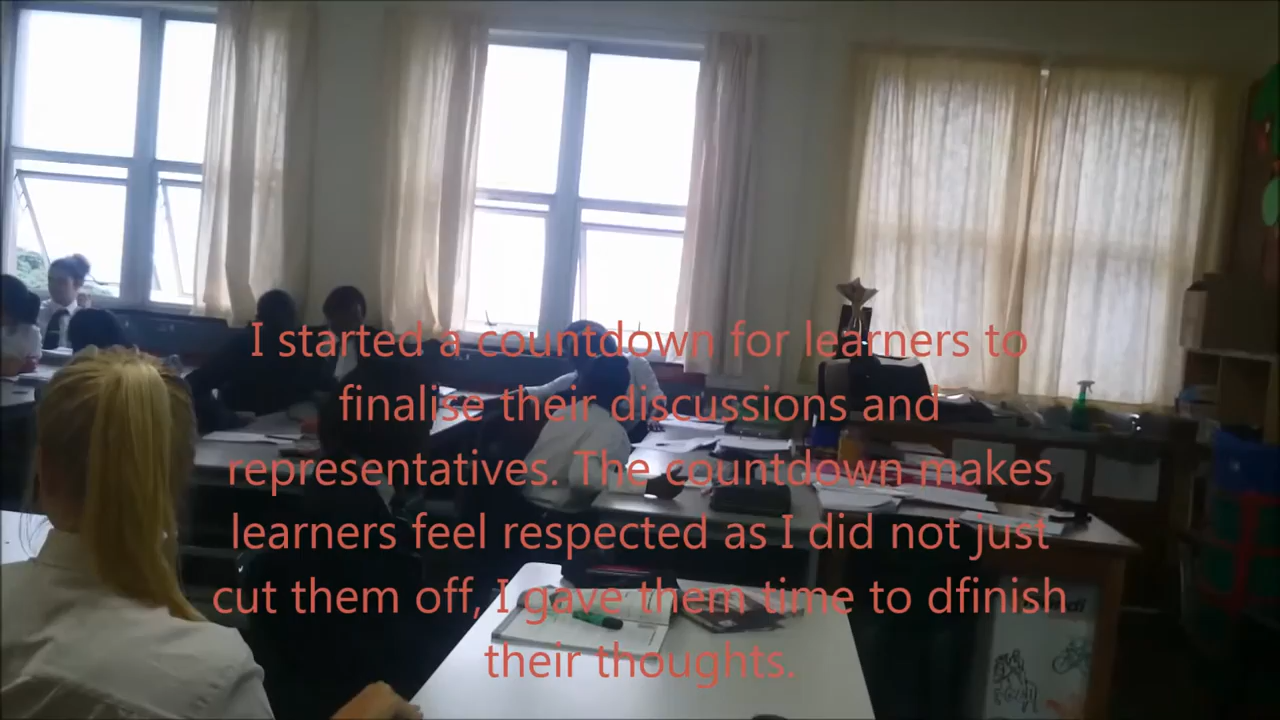 I started a countdown for learners to
finalise their discussions and
representatives. The countdown makes
learners feel respected as I did not just
cut them off, I gave them time to dfinish
their thoughts.